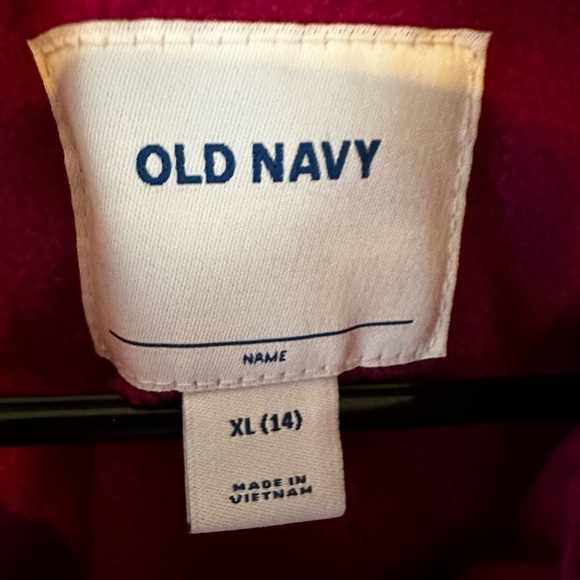 OLD NAVY
NAME
XL (14)
MADE IN
VIETNAM